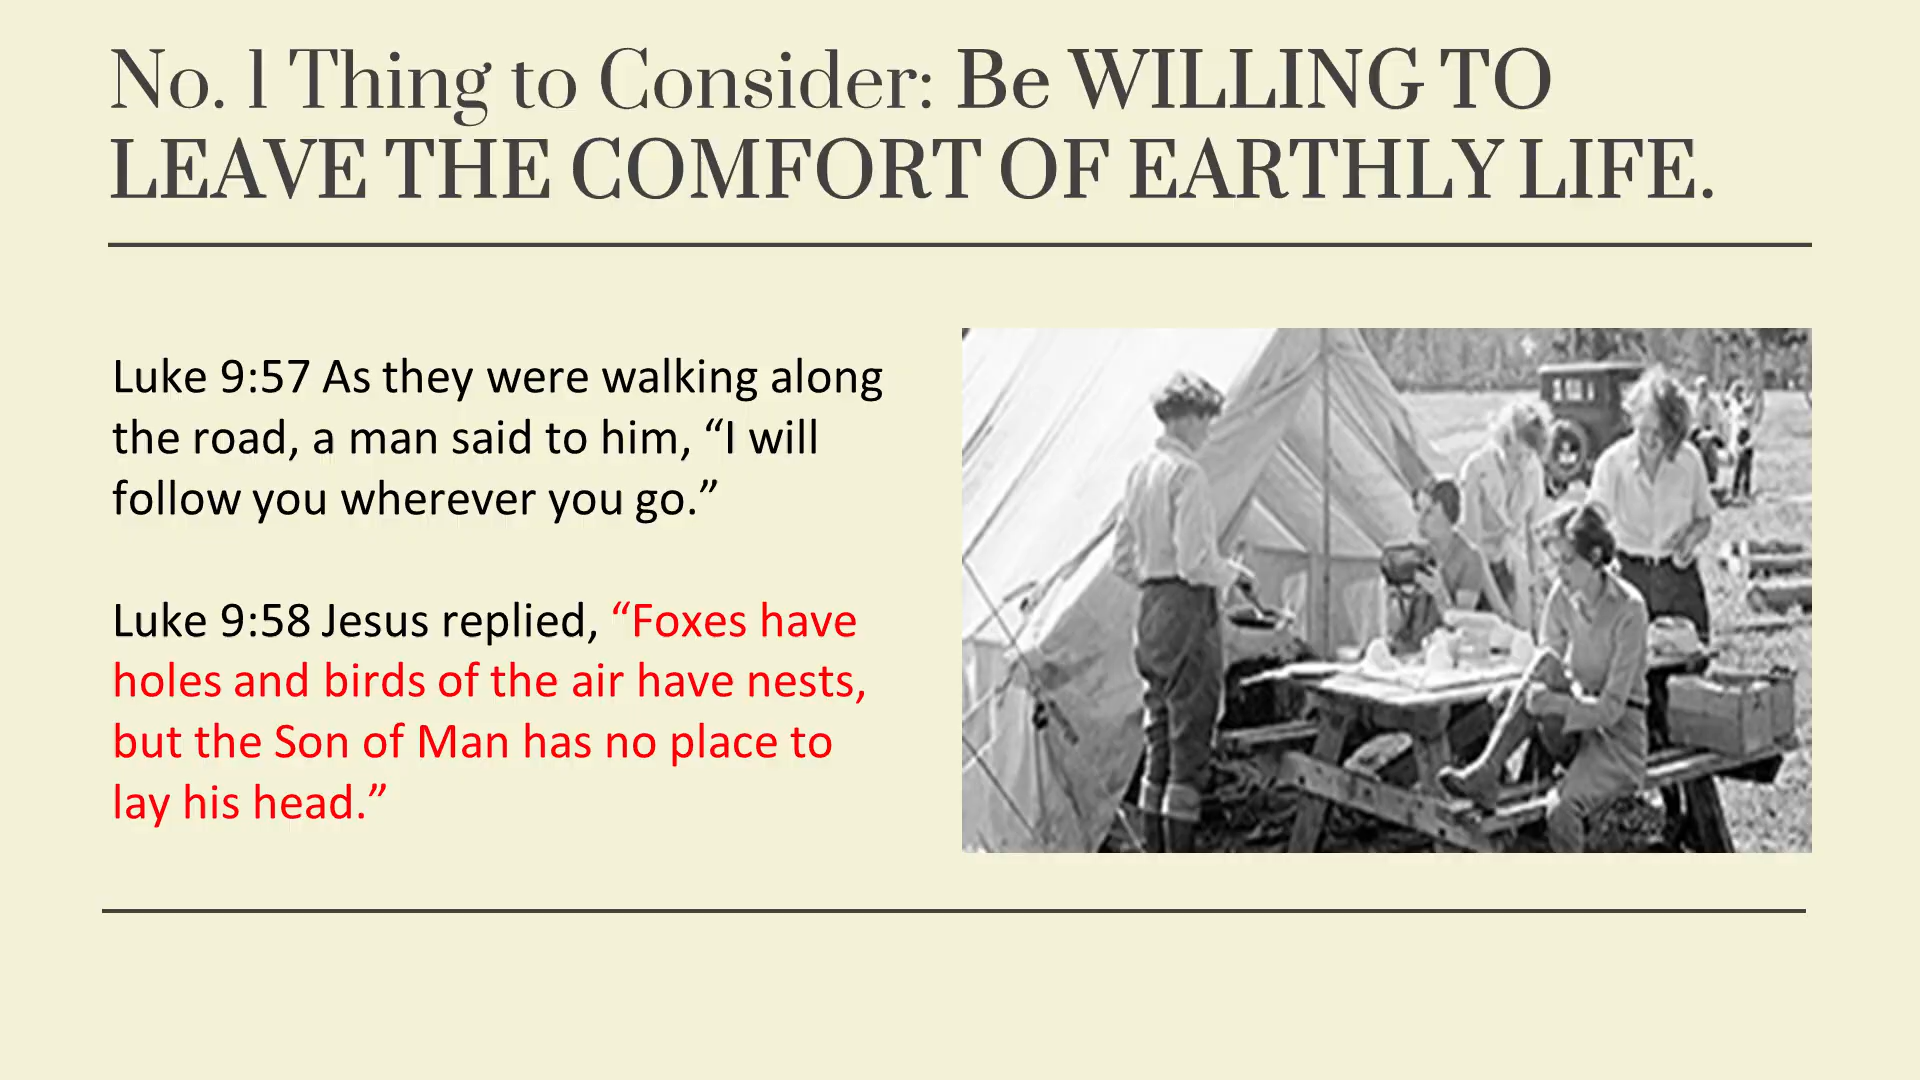 No. 1 Thing to Consider: Be WILLING TO
LEAVE THE COMFORT OF EARTHLY LIFE.
Luke 9:57 As they were walking along
the road, a man said to him, “I will
follow you wherever you go.”
Luke 9:58 Jesus replied, “Foxes have
holes and birds of the air have nests,
but the Son of Man has no place to
lay his head.”